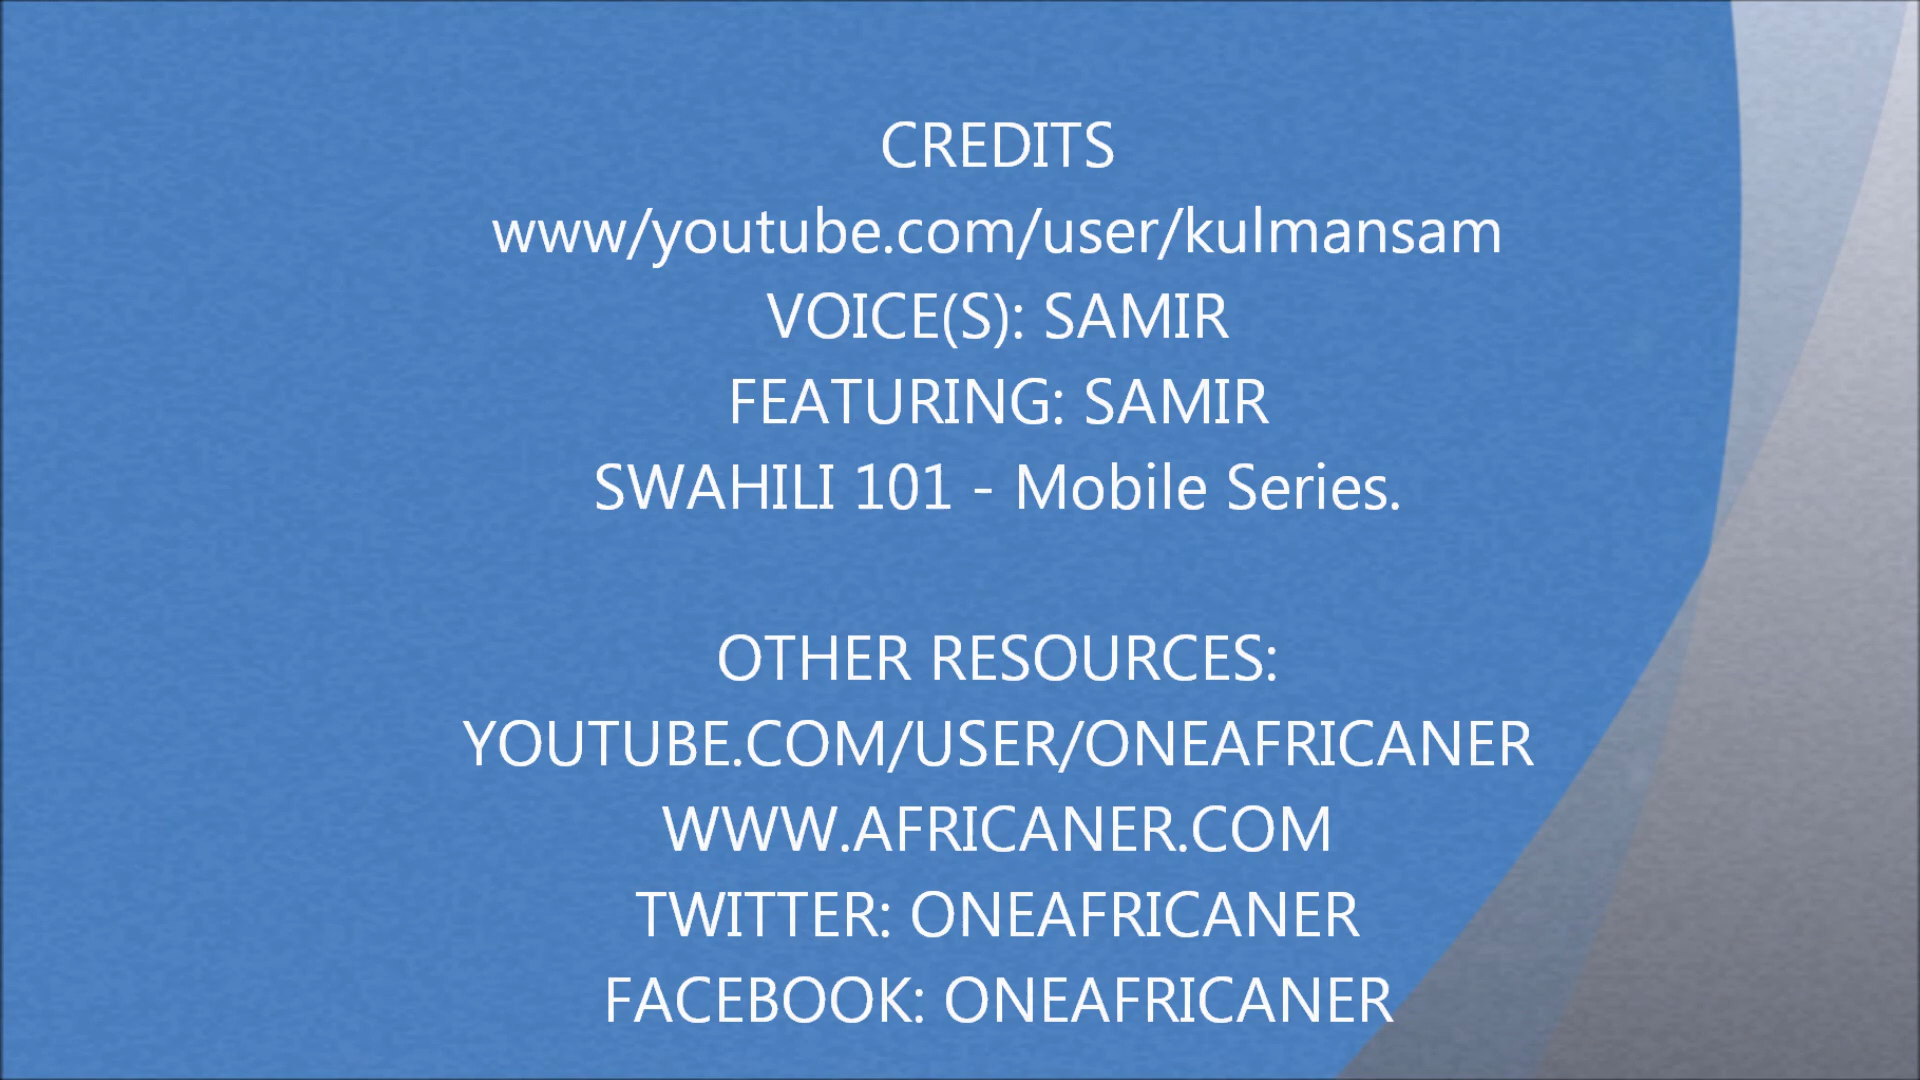 CREDITS
www/youtube.com/user/kulmansam
VOICE(S): SAMIR
FEATURING: SAMIR
SWAHILI 101 - Mobile Series.
OTHER RESOURCES:
YOUTUBE.COM/USER/ONEAFRICANER
WWW.AFRICANER.COM
TWITTER: ONEAFRICANER
FACEBOOK: ONEAFRICANER